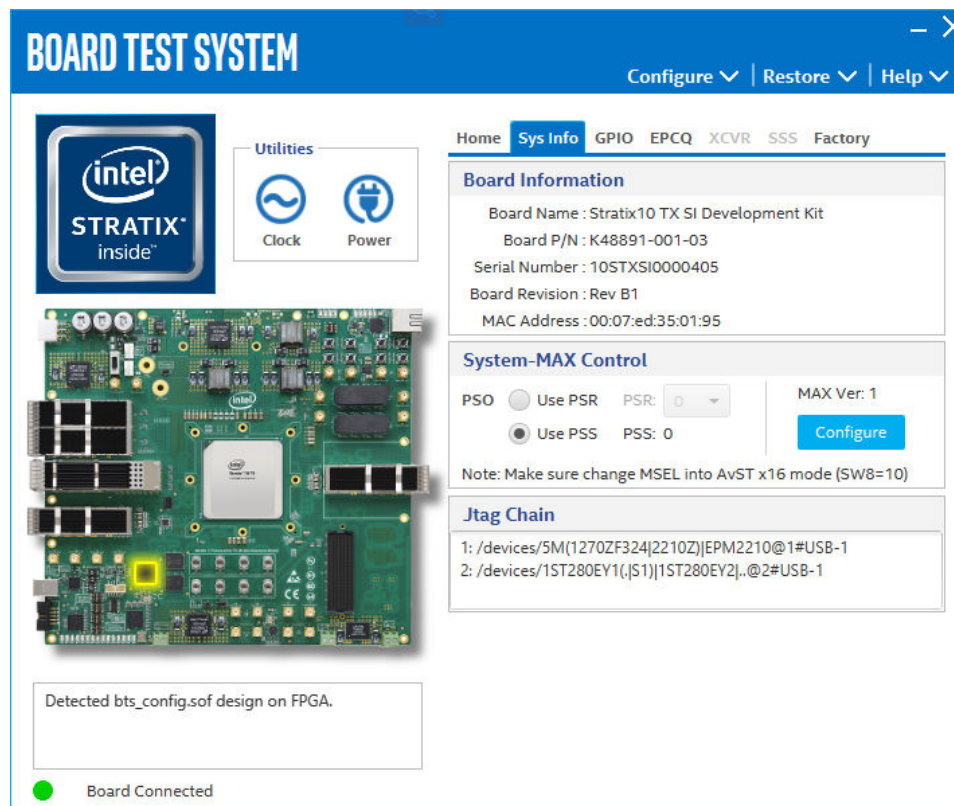 BOARD TEST SYSTEM
Configure | Restore | Help
intel
STRATIX
inside™
Utilities
Clock Power
Home Sys Info GPIO EPCQ XCVR SSS Factory
Board Information
Board Name : Stratix10 TX SI Development Kit
Board P/N : K48891-001-03
Serial Number : 10STXSI0000405
Board Revision : Rev B1
MAC Address : 00:07:ed:35:01:95
System-MAX Control
PSO Use PSR PSR: 0 MAX Ver: 1
Use PSS PSS: 0 Configure
Note: Make sure change MSEL into AvST x16 mode (SW8=10)
Jtag Chain
1: /devices/5M(1270ZF324|2210Z)|EPM2210@1#USB-1
2: /devices/1ST280EY1(.|S1)|1ST280EY2|..@2#USB-1
intel
intel
CE
Detected bts_config.sof design on FPGA.
Board Connected